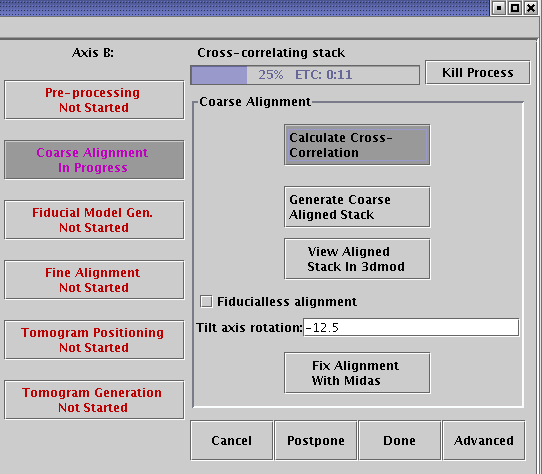 Axis B:
Cross-correlating stack
25% ETC: 0:11
Kill Process
Pre-processing
Not Started
Coarse Alignment
In Progress
Fiducial Model Gen.
Not Started
Fine Alignment
Not Started
Tomogram Positioning
Not Started
Tomogram Generation
Not Started
Coarse Alignment
Calculate Cross-
Correlation
Generate Coarse
Aligned Stack
View Aligned
Stack In 3dmod
Fiducialless alignment
Tilt axis rotation: -12.5
Fix Alignment
With Midas
Cancel
Postpone
Done
Advanced